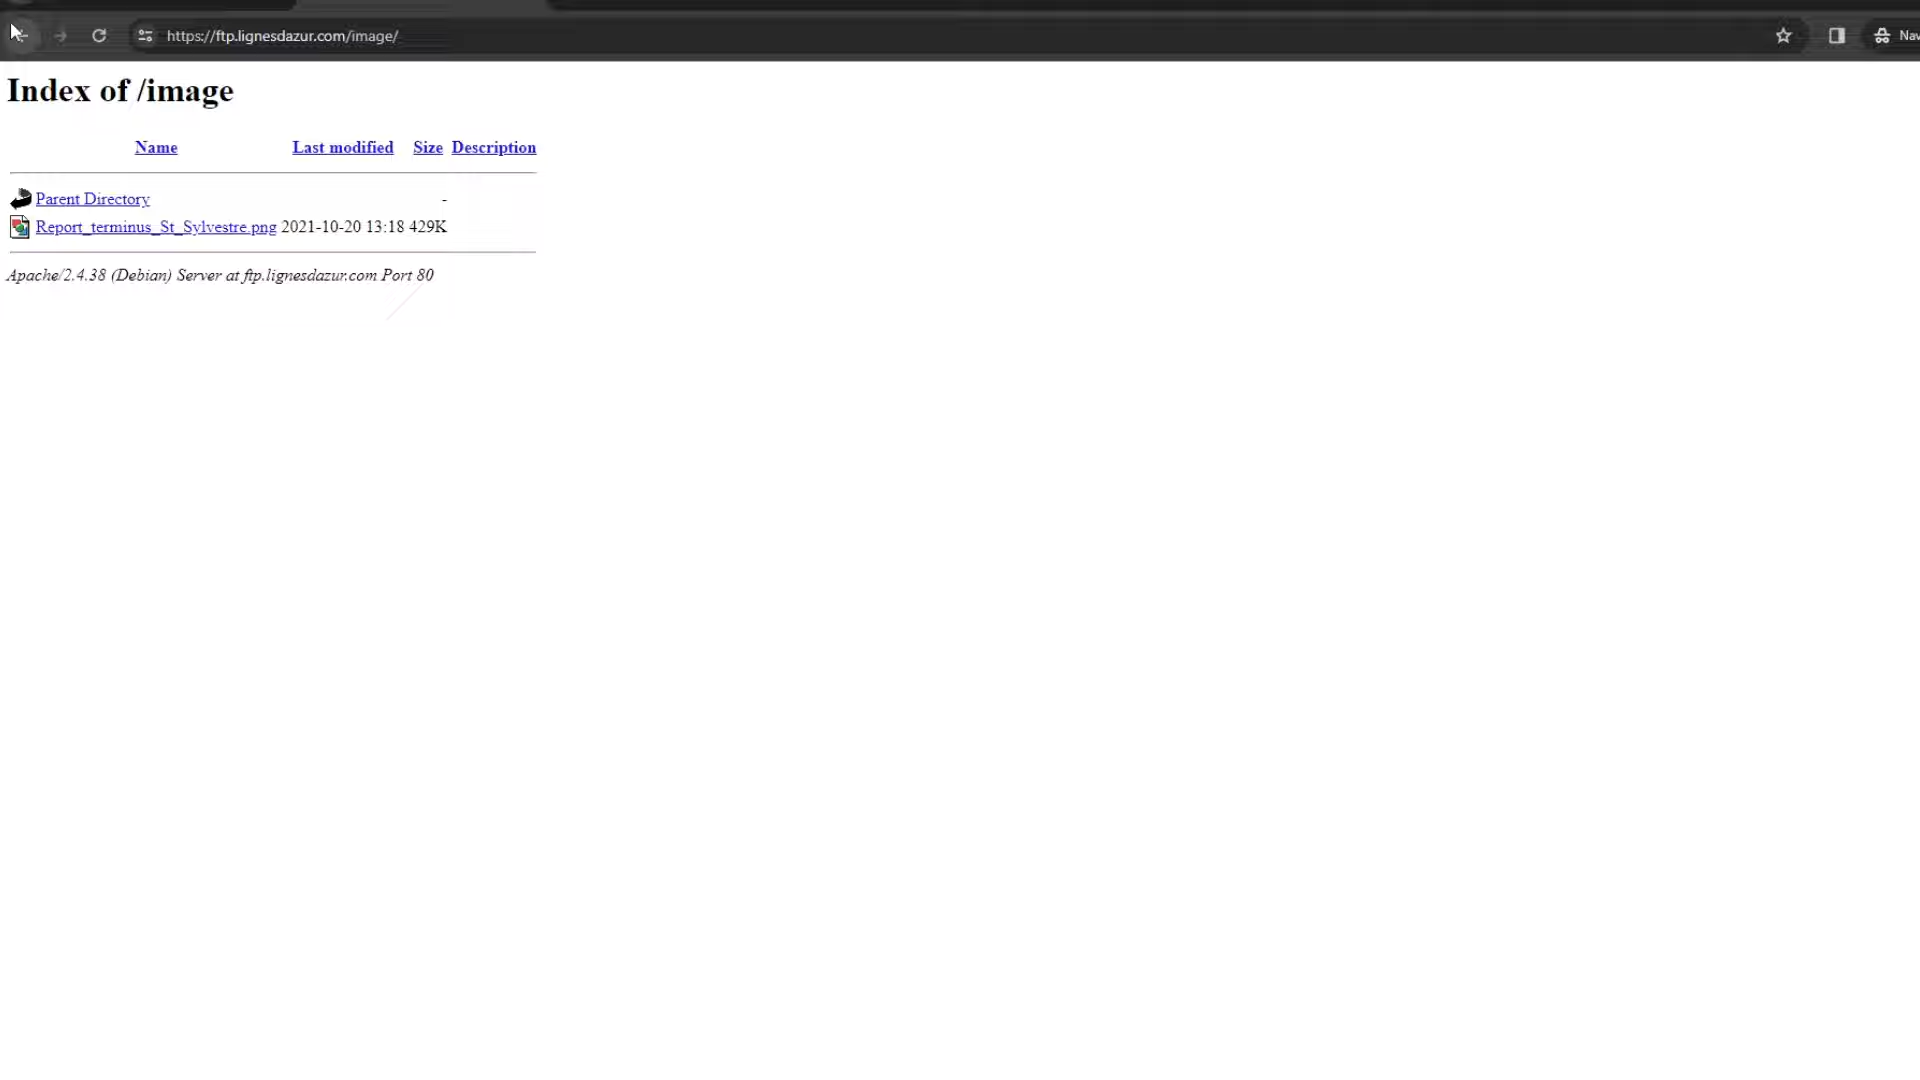 https://ftp.lignesdazur.com/image/
Nav
Index of /image
Name Last modified Size Description
Parent Directory -
Report_terminus_St_Sylvestre.png 2021-10-20 13:18 429K
Apache/2.4.38 (Debian) Server at ftp.lignesdazur.com Port 80